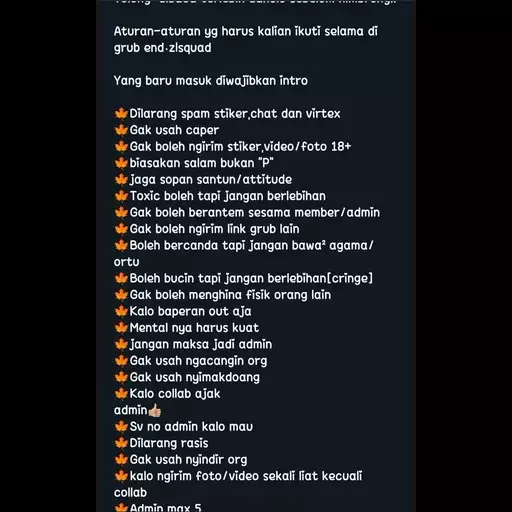 Aturan-aturan yg harus kalian ikuti selama di
grub end-zlsquad
Yang baru masuk diwajibkan intro
🍁Dilarang spam stiker,chat dan virtex
🍁Gak usah caper
🍁Gak boleh ngirim stiker,video/foto 18+
🍁biasakan salam bukan "P"
🍁jaga sopan santun/attitude
🍁Toxic boleh tapi jangan berlebihan
🍁Gak boleh berantem sesama member/admin
🍁Gak boleh ngirim link grub lain
🍁Boleh bercanda tapi jangan bawa² agama/
ortu
🍁Boleh bucin tapi jangan berlebihan[cringe]
🍁Gak boleh menghina fisik orang lain
🍁Kalo baperan out aja
🍁Mental nya harus kuat
🍁jangan maksa jadi admin
🍁Gak usah ngacangin org
🍁Gak usah nyimakdoang
🍁Kalo collab ajak
admin👍🏼
🍁Sv no admin kalo mau
🍁Dilarang rasis
🍁Gak usah nyindir org
🍁kalo ngirim foto/video sekali liat kecuali
collab
🍁Admin max 5